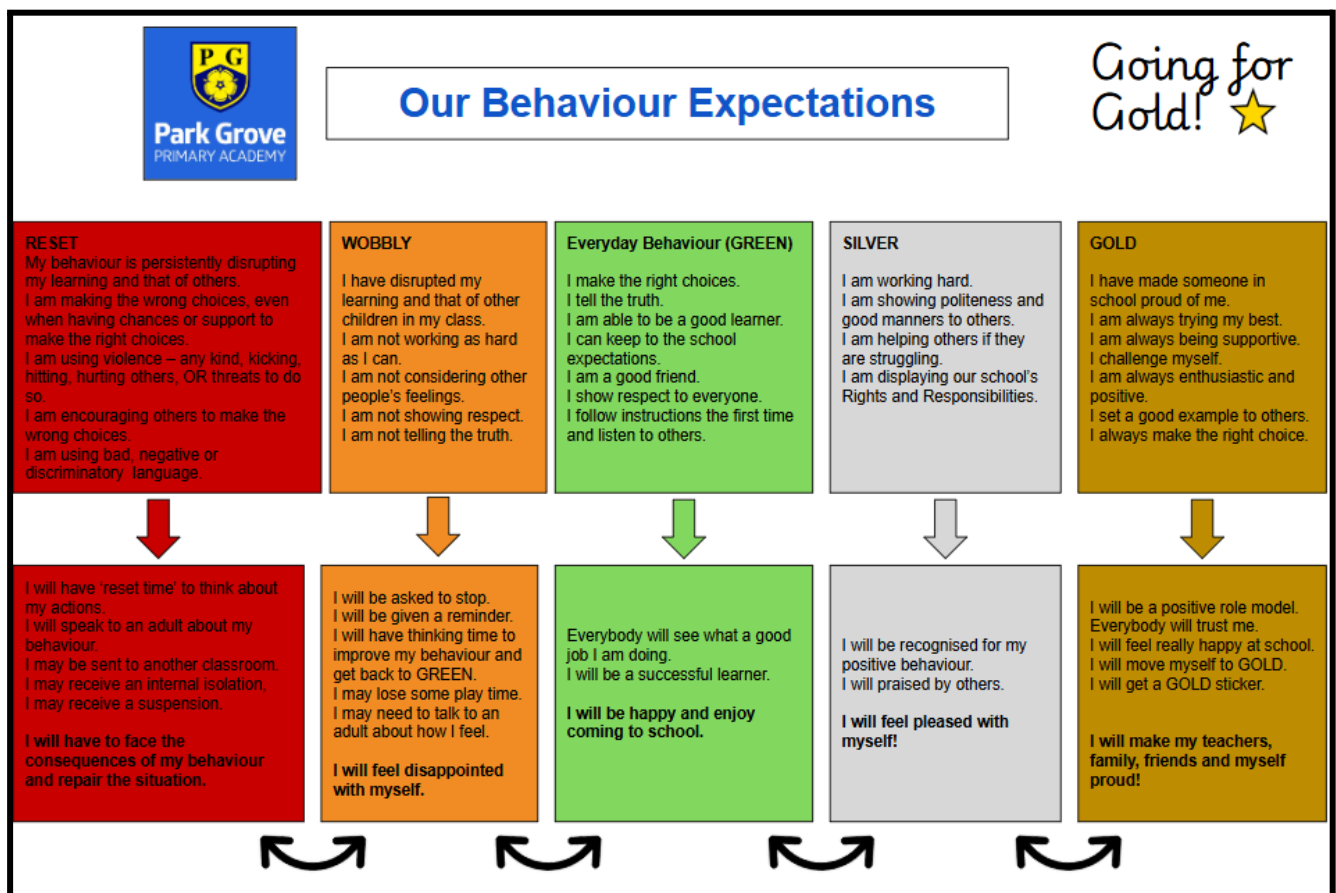 P G
Park Grove
PRIMARY ACADEMY
Our Behaviour Expectations
Going for
Gold!
RESET
My behaviour is persistently disrupting
my learning and that of others.
I am making the wrong choices, even
when having chances or support to
make the right choices.
I am using violence – any kind, kicking,
hitting, hurting others, OR threats to do
so.
I am encouraging others to make the
wrong choices.
I am using bad, negative or
discriminatory language.
WOBBLY
I have disrupted my
learning and that of other
children in my class.
I am not working as hard
as I can.
I am not considering other
people's feelings.
I am not showing respect.
I am not telling the truth.
Everyday Behaviour (GREEN)
I make the right choices.
I tell the truth.
I am able to be a good learner.
I can keep to the school
expectations.
I am a good friend.
I show respect to everyone.
I follow instructions the first time
and listen to others.
SILVER
I am working hard.
I am showing politeness and
good manners to others.
I am helping others if they
are struggling.
I am displaying our school's
Rights and Responsibilities.
GOLD
I have made someone in
school proud of me.
I am always trying my best.
I am always being supportive.
I challenge myself.
I am always enthusiastic and
positive.
I set a good example to others.
I always make the right choice.
I will have 'reset time' to think about
my actions.
I will speak to an adult about my
behaviour.
I may be sent to another classroom.
I may receive an internal isolation,
I may receive a suspension.
I will have to face the
consequences of my behaviour
and repair the situation.
I will be asked to stop.
I will be given a reminder.
I will have thinking time to
improve my behaviour and
get back to GREEN.
I may lose some play time.
I may need to talk to an
adult about how I feel.
I will feel disappointed
with myself.
Everybody will see what a good
job I am doing.
I will be a successful learner.
I will be happy and enjoy
coming to school.
I will be recognised for my
positive behaviour.
I will praised by others.
I will feel pleased with
myself!
I will be a positive role model.
Everybody will trust me.
I will feel really happy at school.
I will move myself to GOLD.
I will get a GOLD sticker.
I will make my teachers,
family, friends and myself
proud!